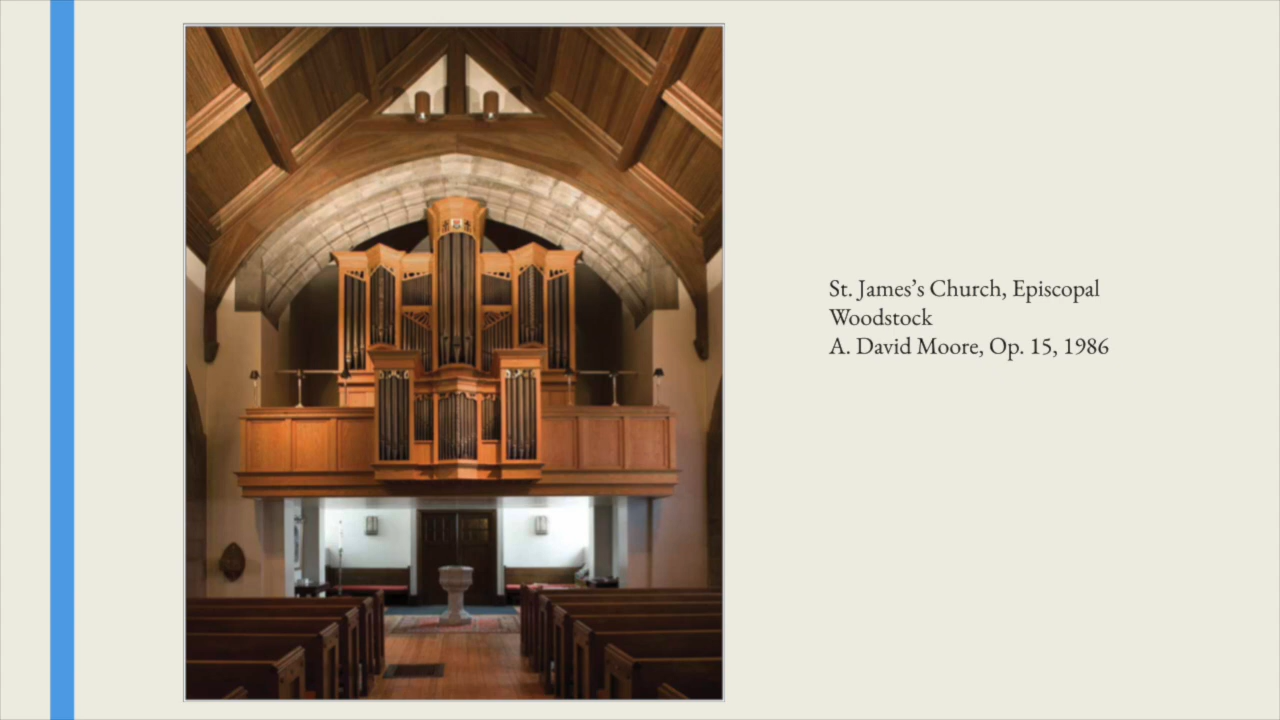 St. James’s Church, Episcopal
Woodstock
A. David Moore, Op. 15, 1986